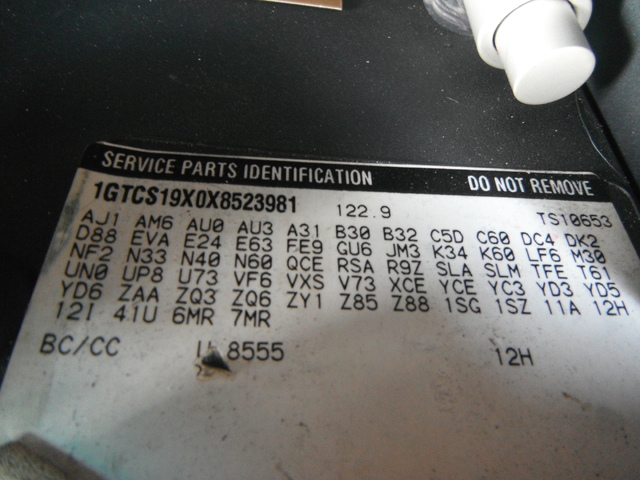 SERVICE PARTS IDENTIFICATION DO NOT REMOVE
1GTCS19X0X8523981 122.9 TS10653
AJ1 AM6 AU0 AU3 A31 B30 B32 C5D C60 DC4 DK2
D88 EVA E24 E63 FE9 GU6 JM3 K34 K60 LF6 M30
NF2 N33 N40 N60 QCE RSA R9Z SLA SLM TFE T61
UN0 UP8 U73 VF6 VXS V73 XCE YCE YC3 YD3 YD5
YD6 ZAA ZQ3 ZQ6 ZY1 Z85 Z88 1SG 1SZ 11A 12H
12I 41U 6MR 7MR
BC/CC 8555 12H